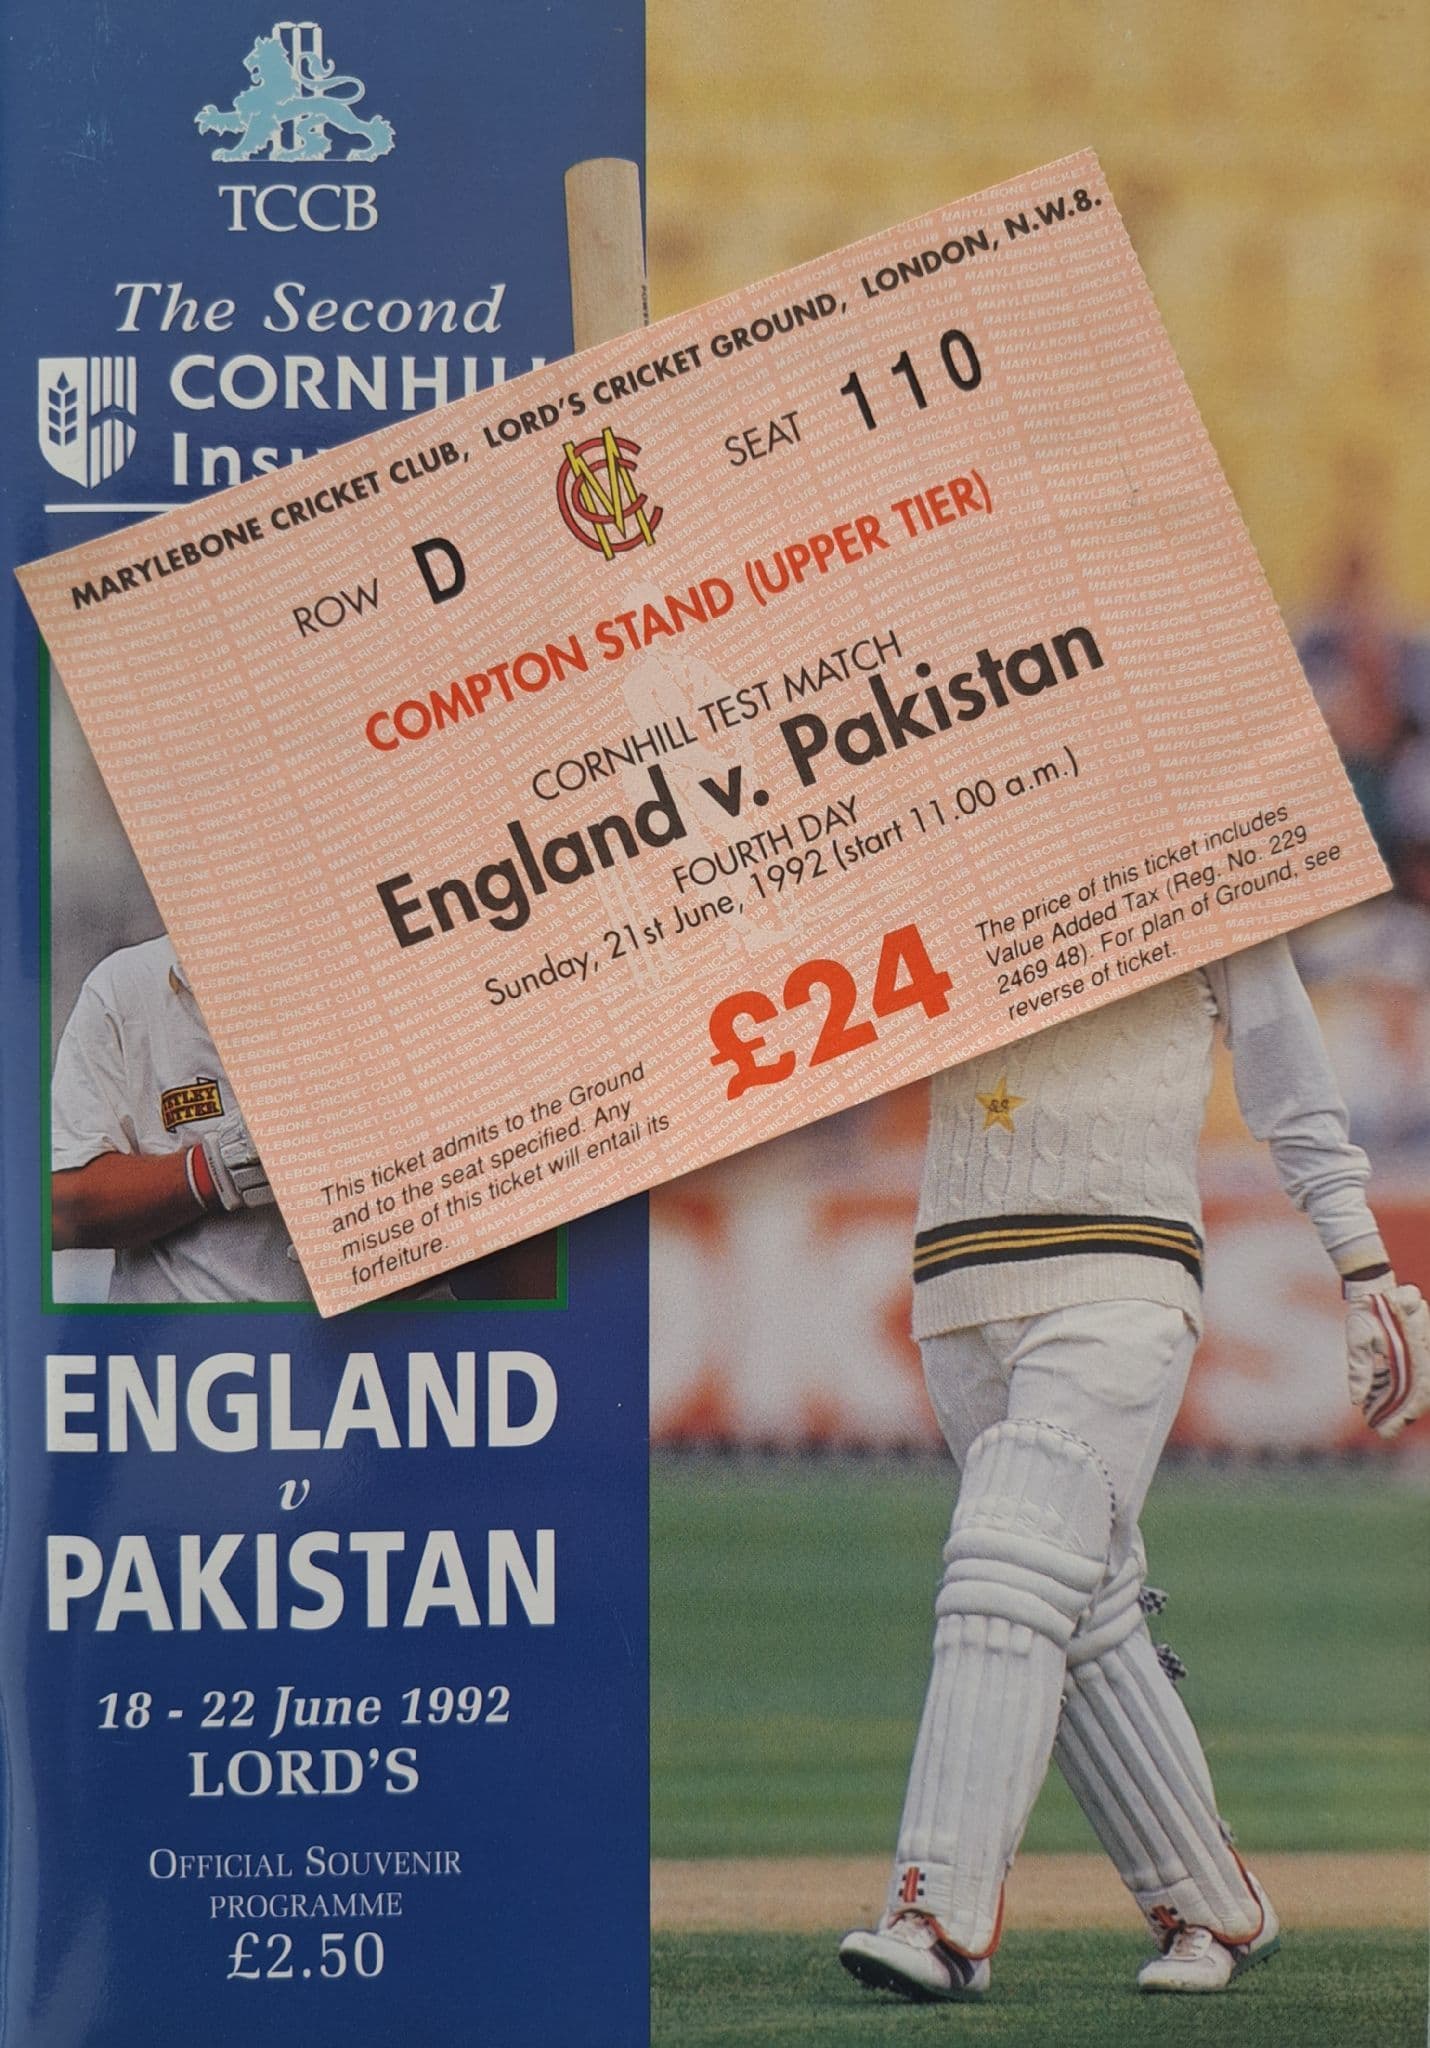 TCCB
The Second
CORNHILL
MARYLEBONE CRICKET CLUB, LORD'S CRICKET GROUND, LONDON, N.W.8.
ROW D
SEAT 110
COMPTON STAND (UPPER TIER)
CORNHILL TEST MATCH
England v. Pakistan
FOURTH DAY
Sunday, 21st June, 1992 (start 11.00 a.m.)
£24
This ticket admits to the Ground
and to the seat specified. Any
misuse of this ticket will entail its
forfeiture.
The price of this ticket includes
Value Added Tax (Reg. No. 229
2469 48). For plan of Ground, see
reverse of ticket.
ENGLAND
v
PAKISTAN
18 - 22 June 1992
LORD'S
OFFICIAL SOUVENIR
PROGRAMME
£2.50